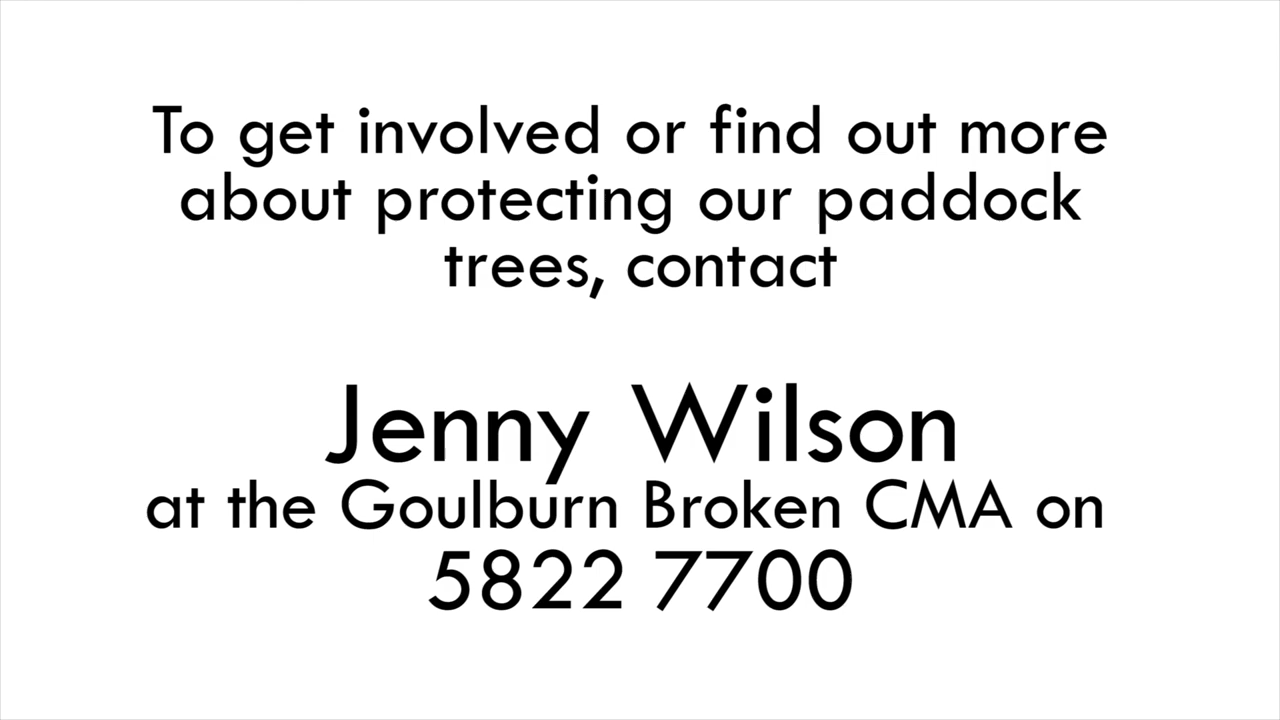 To get involved or find out more
about protecting our paddock
trees, contact
Jenny Wilson
at the Goulburn Broken CMA on
5822 7700